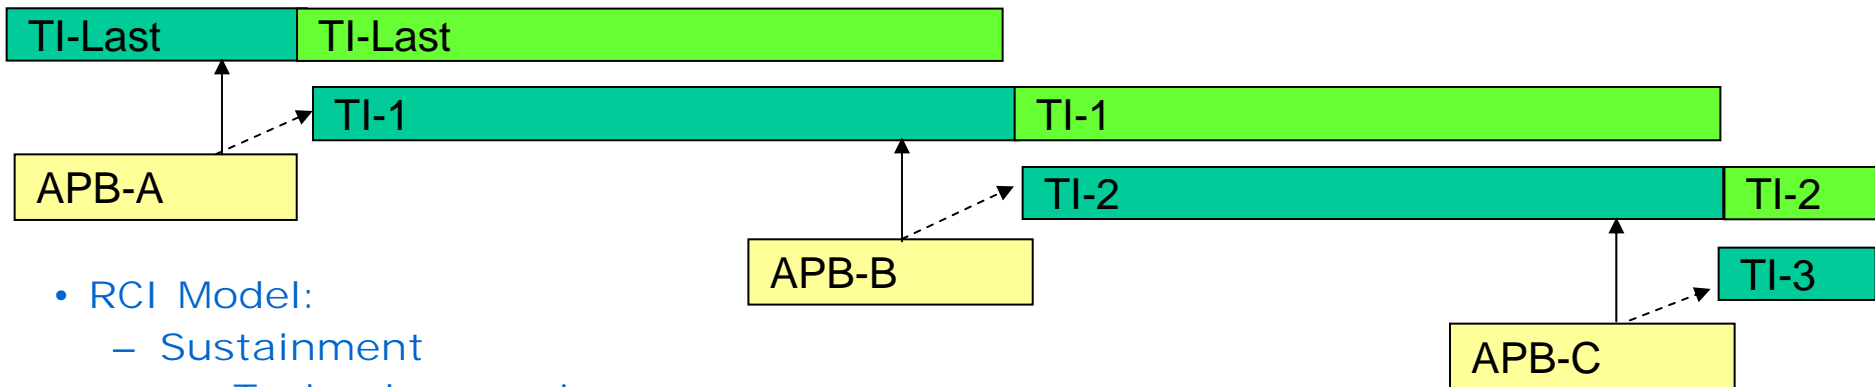 TI-Last TI-Last
TI-1 TI-1
APB-A
TI-2 TI-2
APB-B
TI-3
• RCI Model:
– Sustainment
APB-C